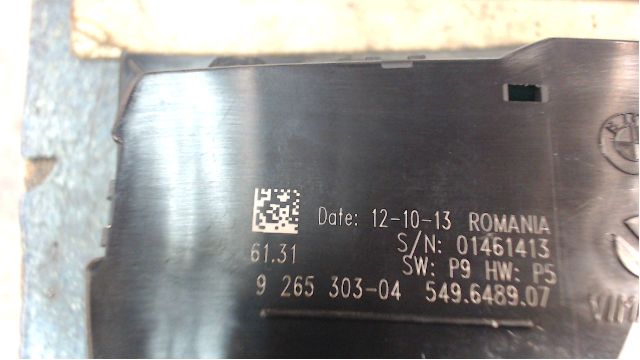 Date: 12-10-13 ROMANIA
S/N: 01461413
61.31
SW: P9 HW: P5
9 265 303-04 549.6489.07